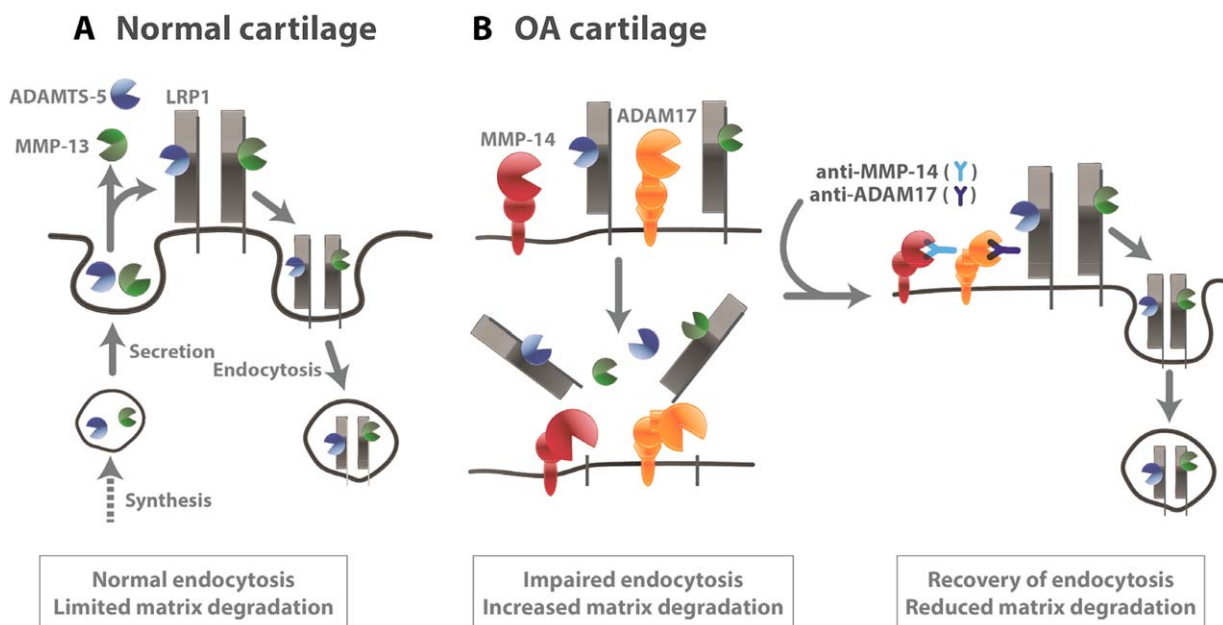 A Normal cartilage
ADAMTS-5
LRP1
MMP-13
Secretion
Endocytosis
Synthesis
Normal endocytosis
Limited matrix degradation
B OA cartilage
MMP-14
ADAM17
Impaired endocytosis
Increased matrix degradation
anti-MMP-14 ( )
anti-ADAM17 ( )
Recovery of endocytosis
Reduced matrix degradation